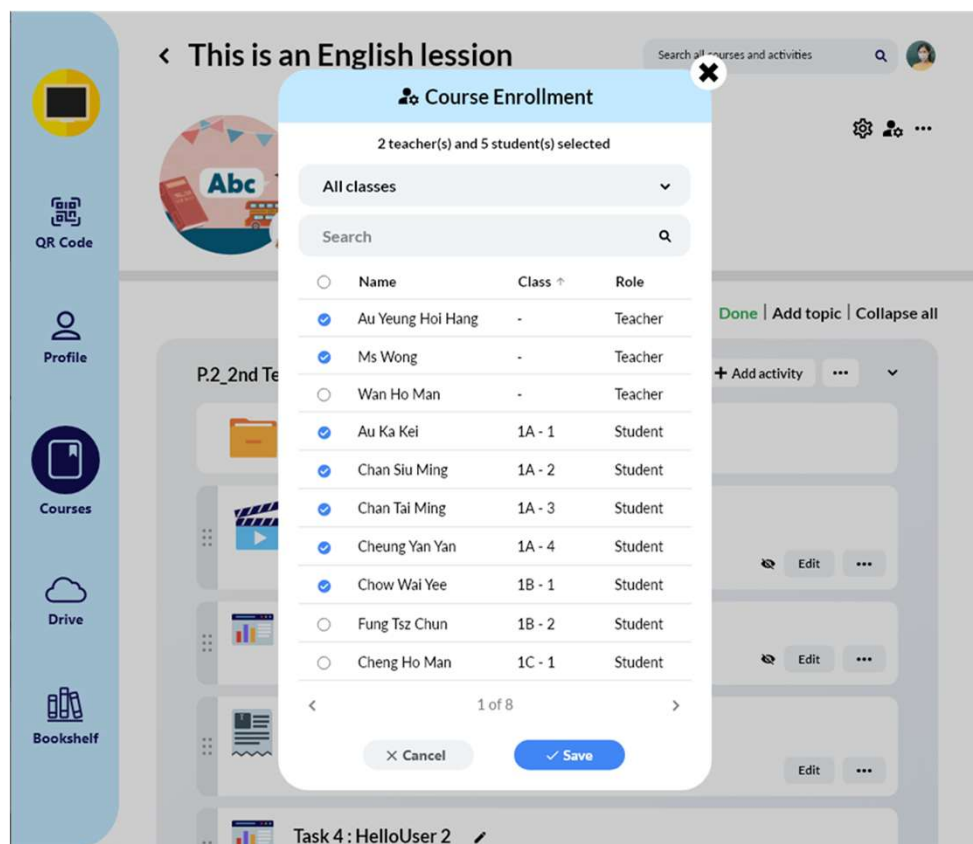 This is an English lession
Search all courses and activities
Course Enrollment
2 teacher(s) and 5 student(s) selected
All classes
Search
Name Class ↑ Role
Au Yeung Hoi Hang - Teacher
Ms Wong - Teacher
Wan Ho Man - Teacher
Au Ka Kei 1A - 1 Student
Chan Siu Ming 1A - 2 Student
Chan Tai Ming 1A - 3 Student
Cheung Yan Yan 1A - 4 Student
Chow Wai Yee 1B - 1 Student
Fung Tsz Chun 1B - 2 Student
Cheng Ho Man 1C - 1 Student
1 of 8
Cancel Save
QR Code
Profile
Courses
Drive
Bookshelf
Abc
Done | Add topic | Collapse all
P.2_2nd Te
+ Add activity
Edit
Edit
Edit
Task 4 : HelloUser 2